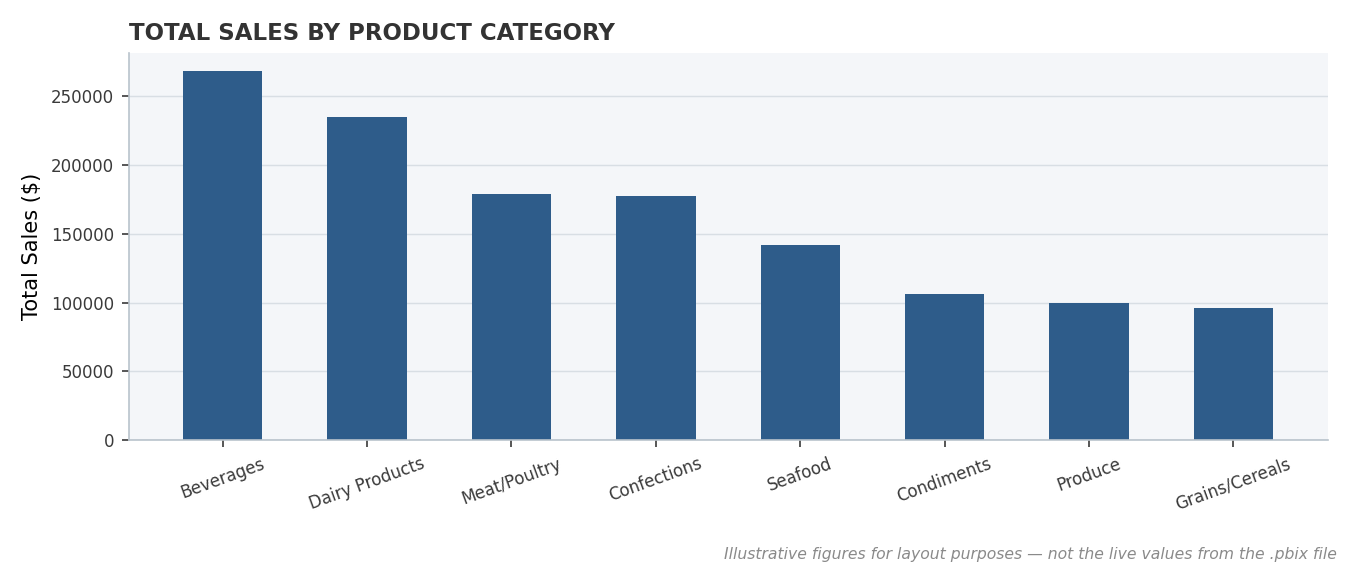 TOTAL SALES BY PRODUCT CATEGORY
Total Sales ($)
250000
200000
150000
100000
50000
0
Beverages
Dairy Products
Meat/Poultry
Confections
Seafood
Condiments
Produce
Grains/Cereals
Illustrative figures for layout purposes — not the live values from the .pbix file